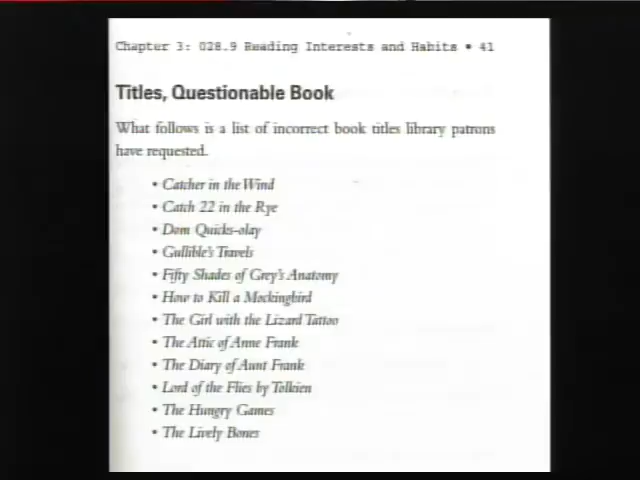 Chapter 3: 028.9 Reading Interests and Habits • 41
Titles, Questionable Book
What follows is a list of incorrect book titles library patrons
have requested.
• Catcher in the Wind
• Catch 22 in the Rye
• Dom Quicks-olay
• Gullible's Travels
• Fifty Shades of Grey's Anatomy
• How to Kill a Mockingbird
• The Girl with the Lizard Tattoo
• The Attic of Anne Frank
• The Diary of Aunt Frank
• Lord of the Flies by Tolkien
• The Hungry Games
• The Lively Bones